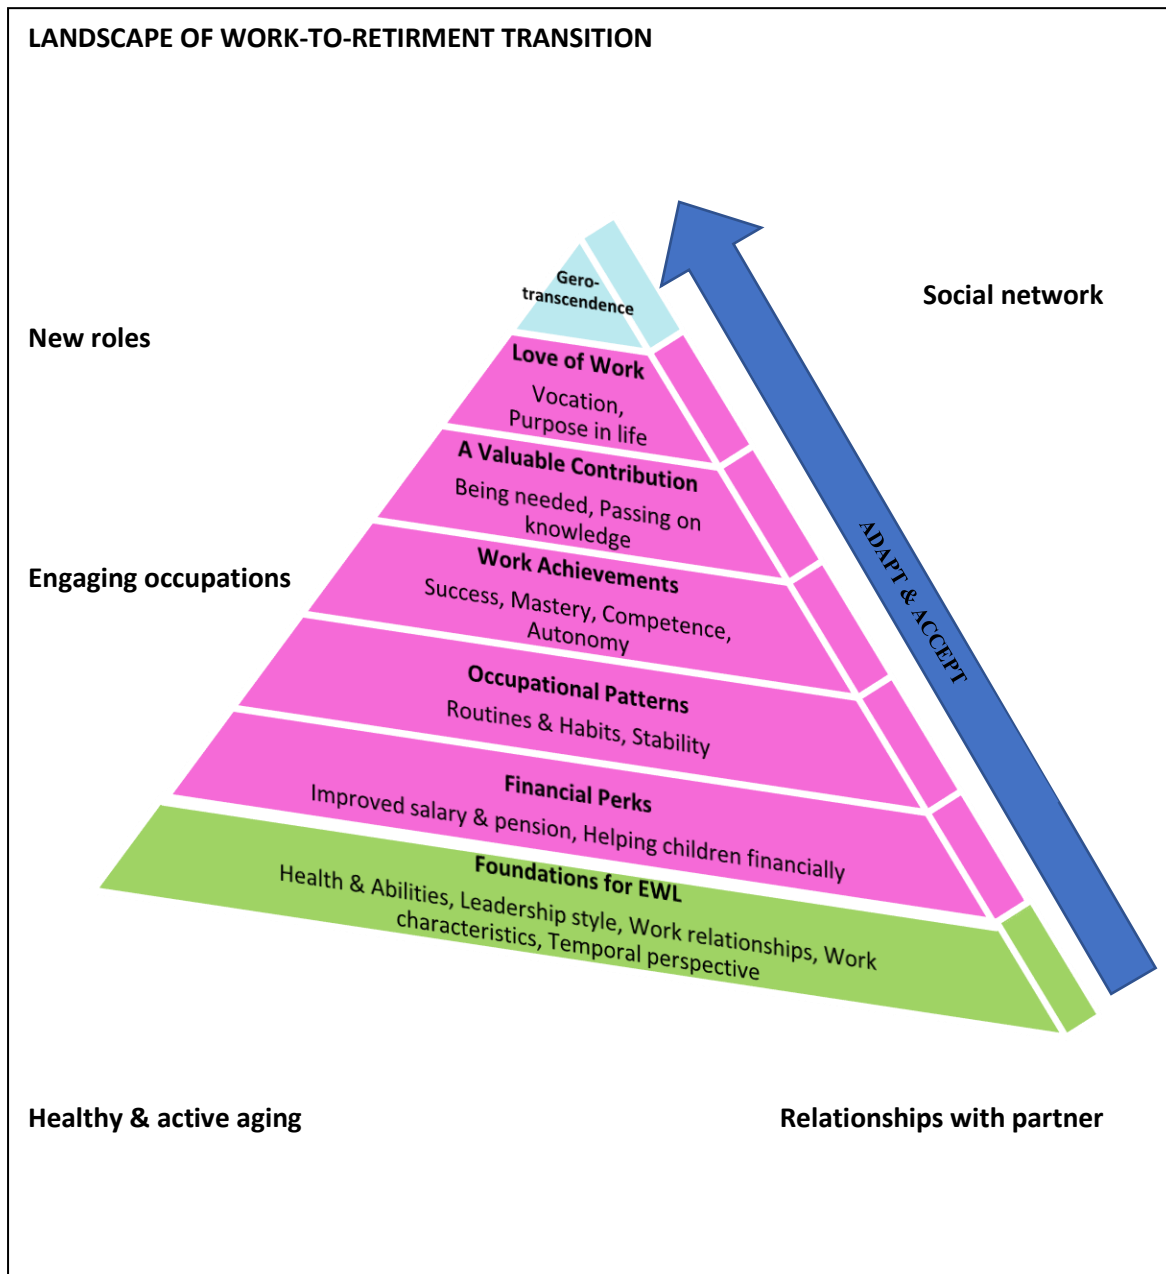 LANDSCAPE OF WORK-TO-RETIRMENT TRANSITION
Social network
New roles
Engaging occupations
Gero-
transcendence
Love of Work
Vocation,
Purpose in life
A Valuable Contribution
Being needed, Passing on
knowledge
Work Achievements
Success, Mastery, Competence,
Autonomy
Occupational Patterns
Routines & Habits, Stability
Financial Perks
Improved salary & pension, Helping children financially
Foundations for EWL
Health & Abilities, Leadership style, Work relationships, Work
characteristics, Temporal perspective
ADAPT & ACCEPT
Healthy & active aging
Relationships with partner